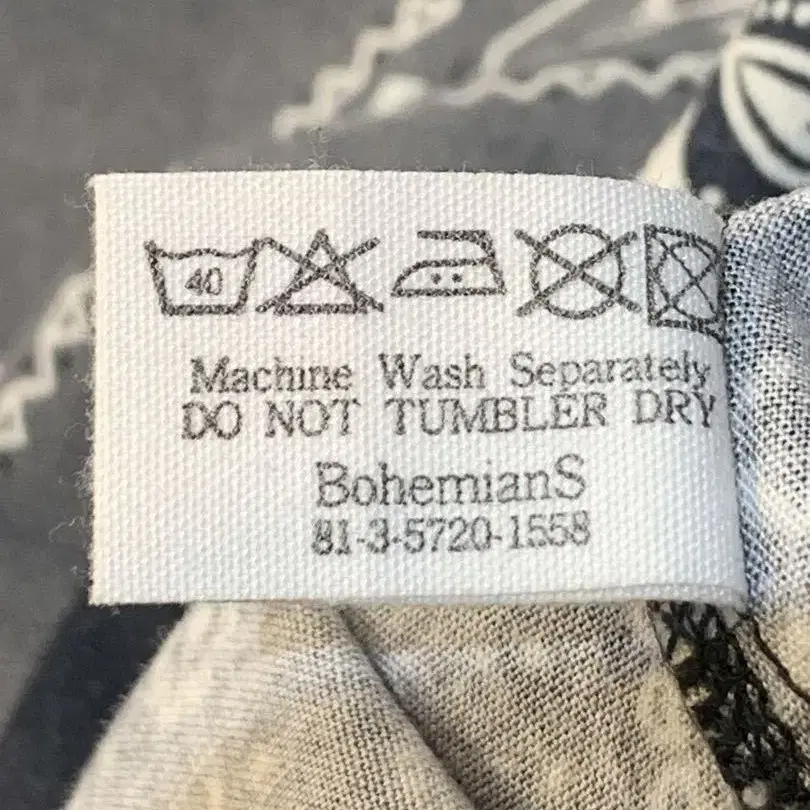 40
Machine Wash Separately
DO NOT TUMBLER DRY
BohemianS
81-3-5720-1558